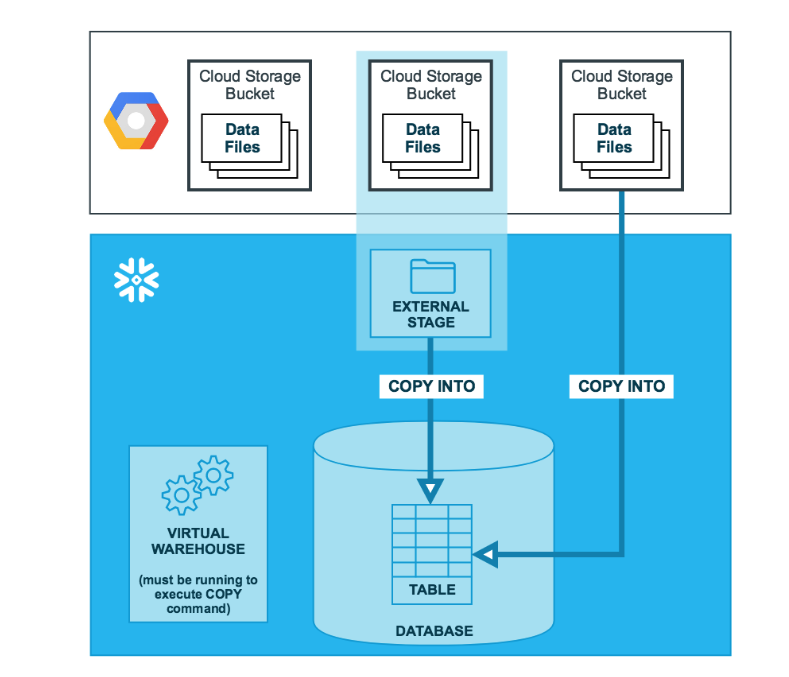 Cloud Storage
Bucket
Data
Files
Cloud Storage
Bucket
Data
Files
Cloud Storage
Bucket
Data
Files
EXTERNAL
STAGE
COPY INTO
COPY INTO
VIRTUAL
WAREHOUSE
(must be running to
execute COPY
command)
TABLE
DATABASE